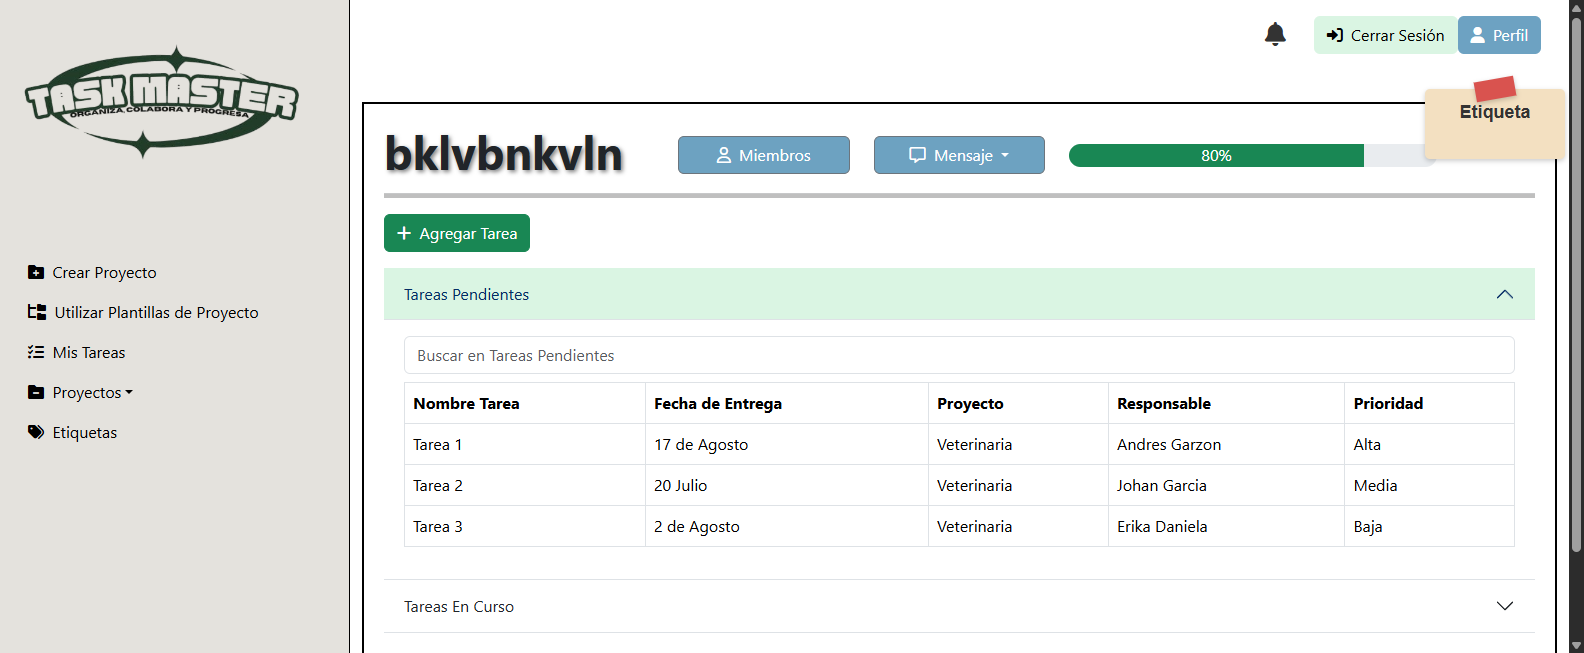 TASK MASTER
ORGANIZA, COLABORA Y PROGRESA
Crear Proyecto
Utilizar Plantillas de Proyecto
Mis Tareas
Proyectos
Etiquetas
Cerrar Sesión Perfil
Etiqueta
bklvbnkvln Miembros Mensaje 80%
Agregar Tarea
Tareas Pendientes
Buscar en Tareas Pendientes
Nombre Tarea Fecha de Entrega Proyecto Responsable Prioridad
Tarea 1 17 de Agosto Veterinaria Andres Garzon Alta
Tarea 2 20 Julio Veterinaria Johan Garcia Media
Tarea 3 2 de Agosto Veterinaria Erika Daniela Baja
Tareas En Curso